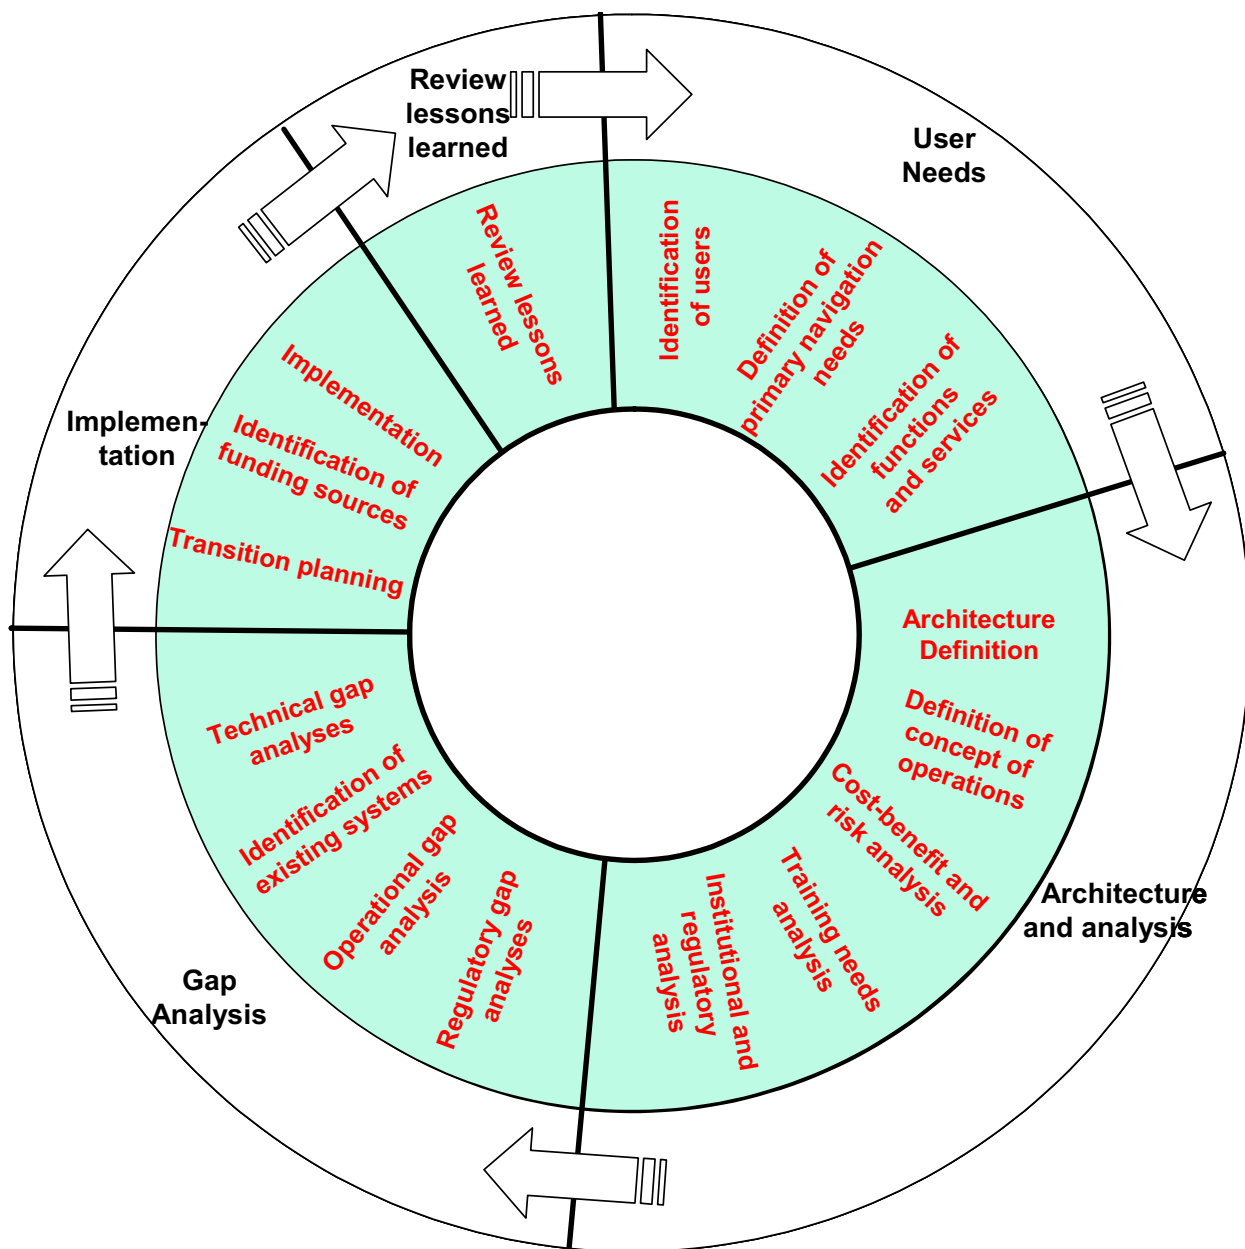 Review
lessons
learned
User
Needs
Identification
of users
Definition of
primary navigation
needs
Identification of
functions
and services
Review lessons
learned
Implementation
Identification of
funding sources
Transition planning
Implemen-
tation
Architecture
Definition
Definition of
concept of
operations
Cost-benefit and
risk analysis
Training needs
analysis
Institutional and
regulatory
analysis
Architecture
and analysis
Technical gap
analyses
Identification of
existing systems
Operational gap
analysis
Regulatory gap
analyses
Gap
Analysis